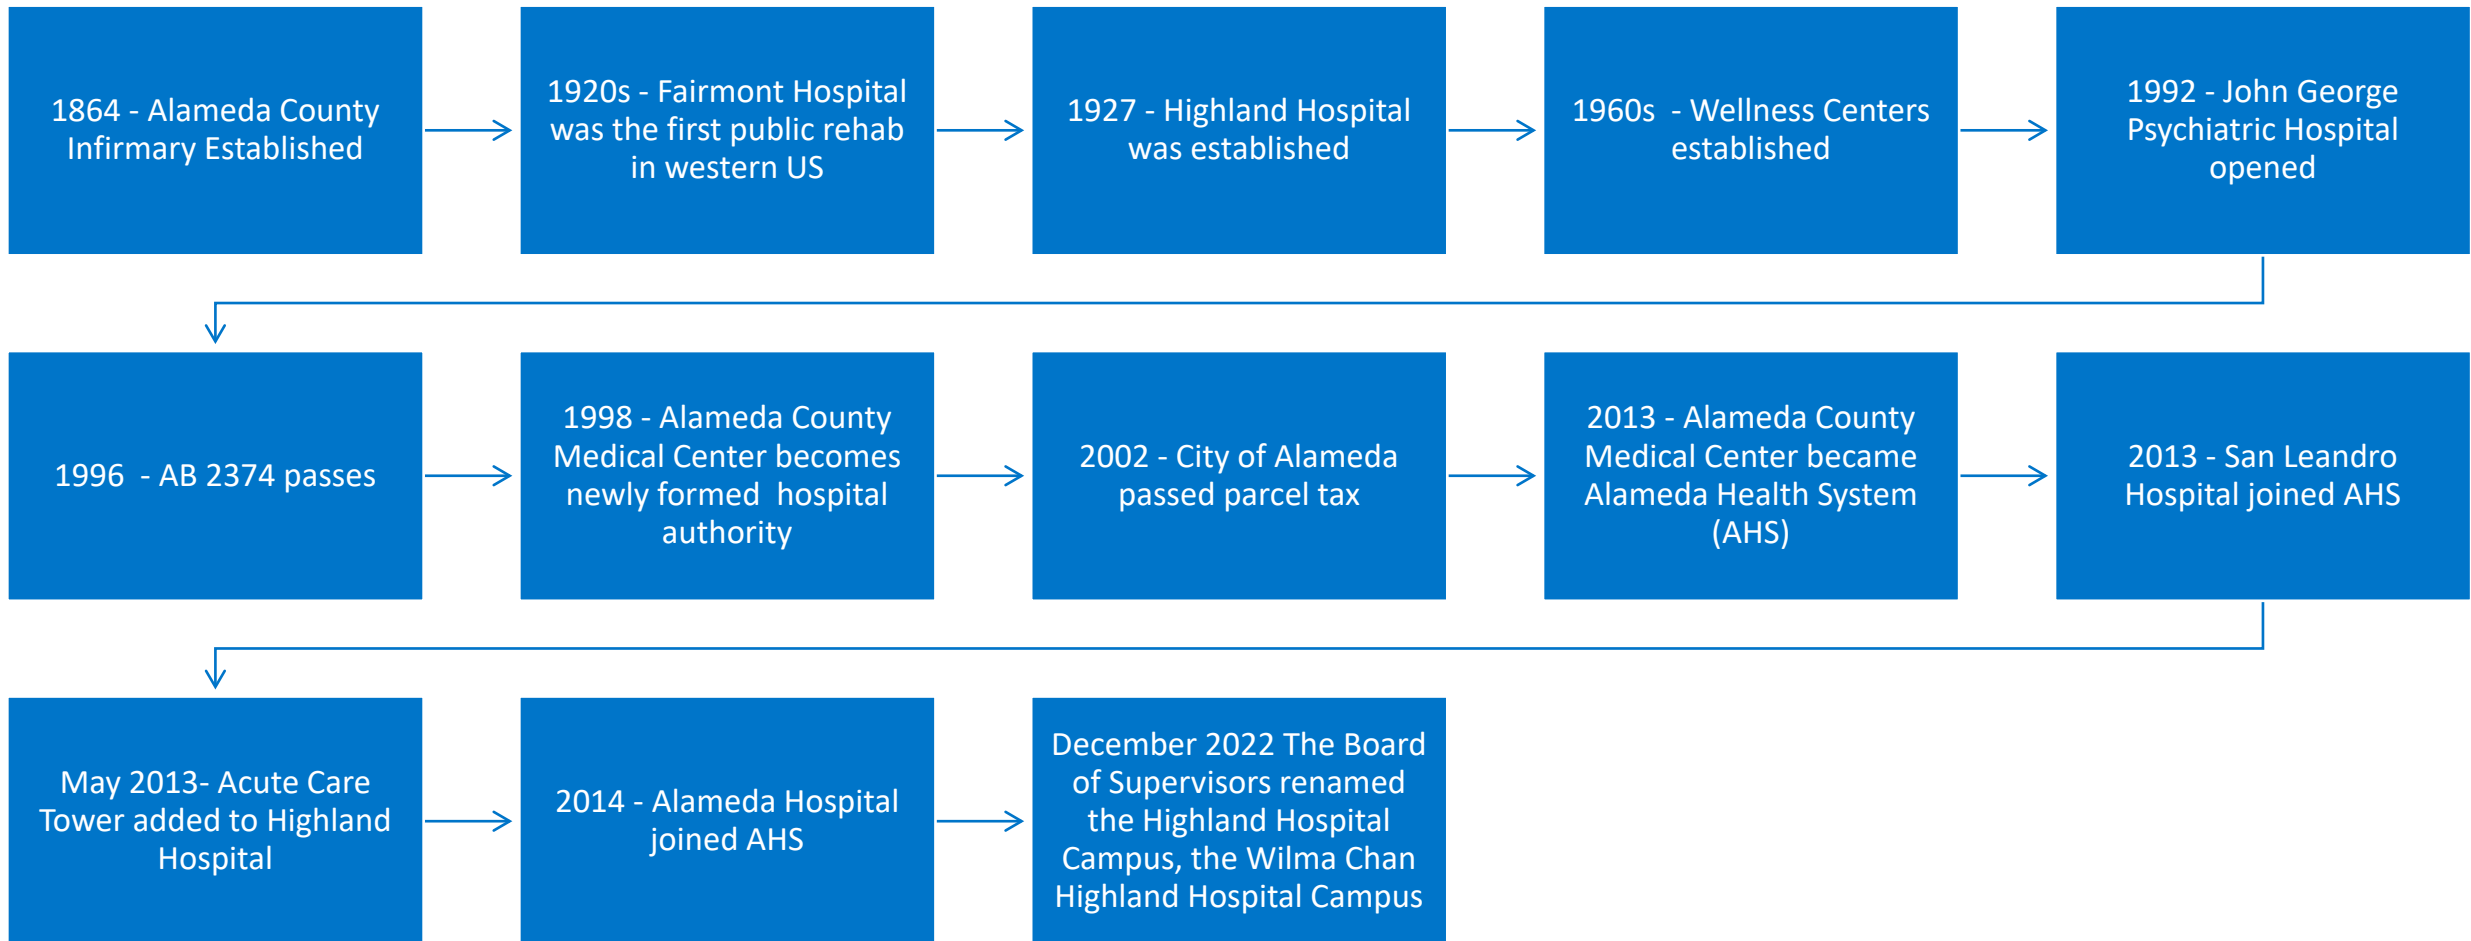 1864 - Alameda County
Infirmary Established
1920s - Fairmont Hospital
was the first public rehab
in western US
1927 - Highland Hospital
was established
1960s  - Wellness Centers
established
1992 - John George
Psychiatric Hospital
opened
1996  - AB 2374 passes
1998 - Alameda County
Medical Center becomes
newly formed  hospital
authority
2002 - City of Alameda
passed parcel tax
2013 - Alameda County
Medical Center became
Alameda Health System
(AHS)
2013 - San Leandro
Hospital joined AHS
May 2013- Acute Care
Tower added to Highland
Hospital
2014 - Alameda Hospital
joined AHS
December 2022 The Board
of Supervisors renamed
the Highland Hospital
Campus, the Wilma Chan
Highland Hospital Campus